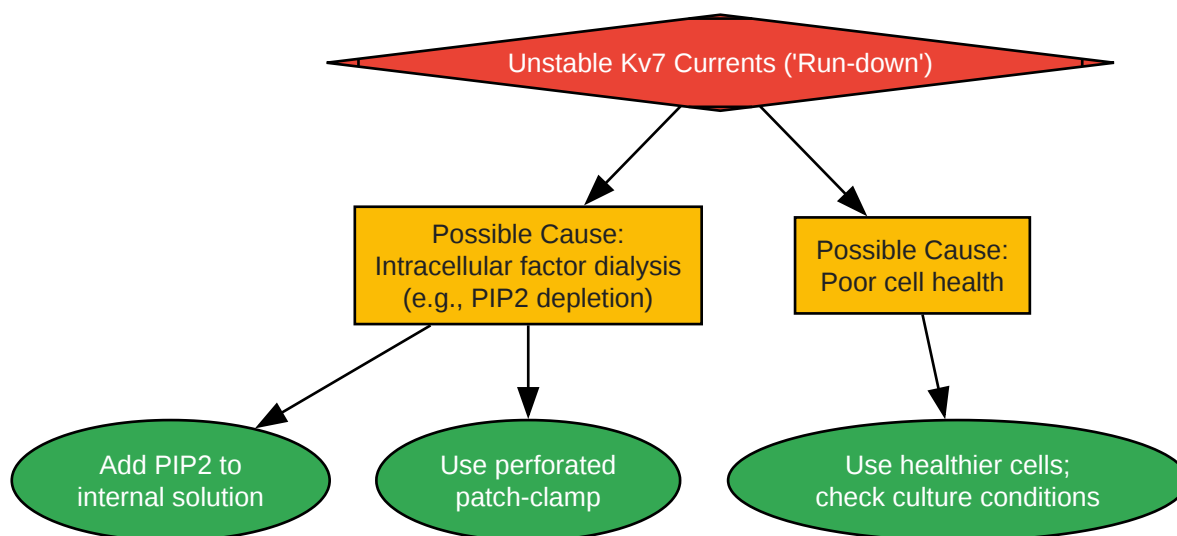 Unstable Kv7 Currents ('Run-down')
Possible Cause:
Intracellular factor dialysis
(e.g., PIP2 depletion)
Possible Cause:
Poor cell health
Add PIP2 to
internal solution
Use perforated
patch-clamp
Use healthier cells;
check culture conditions